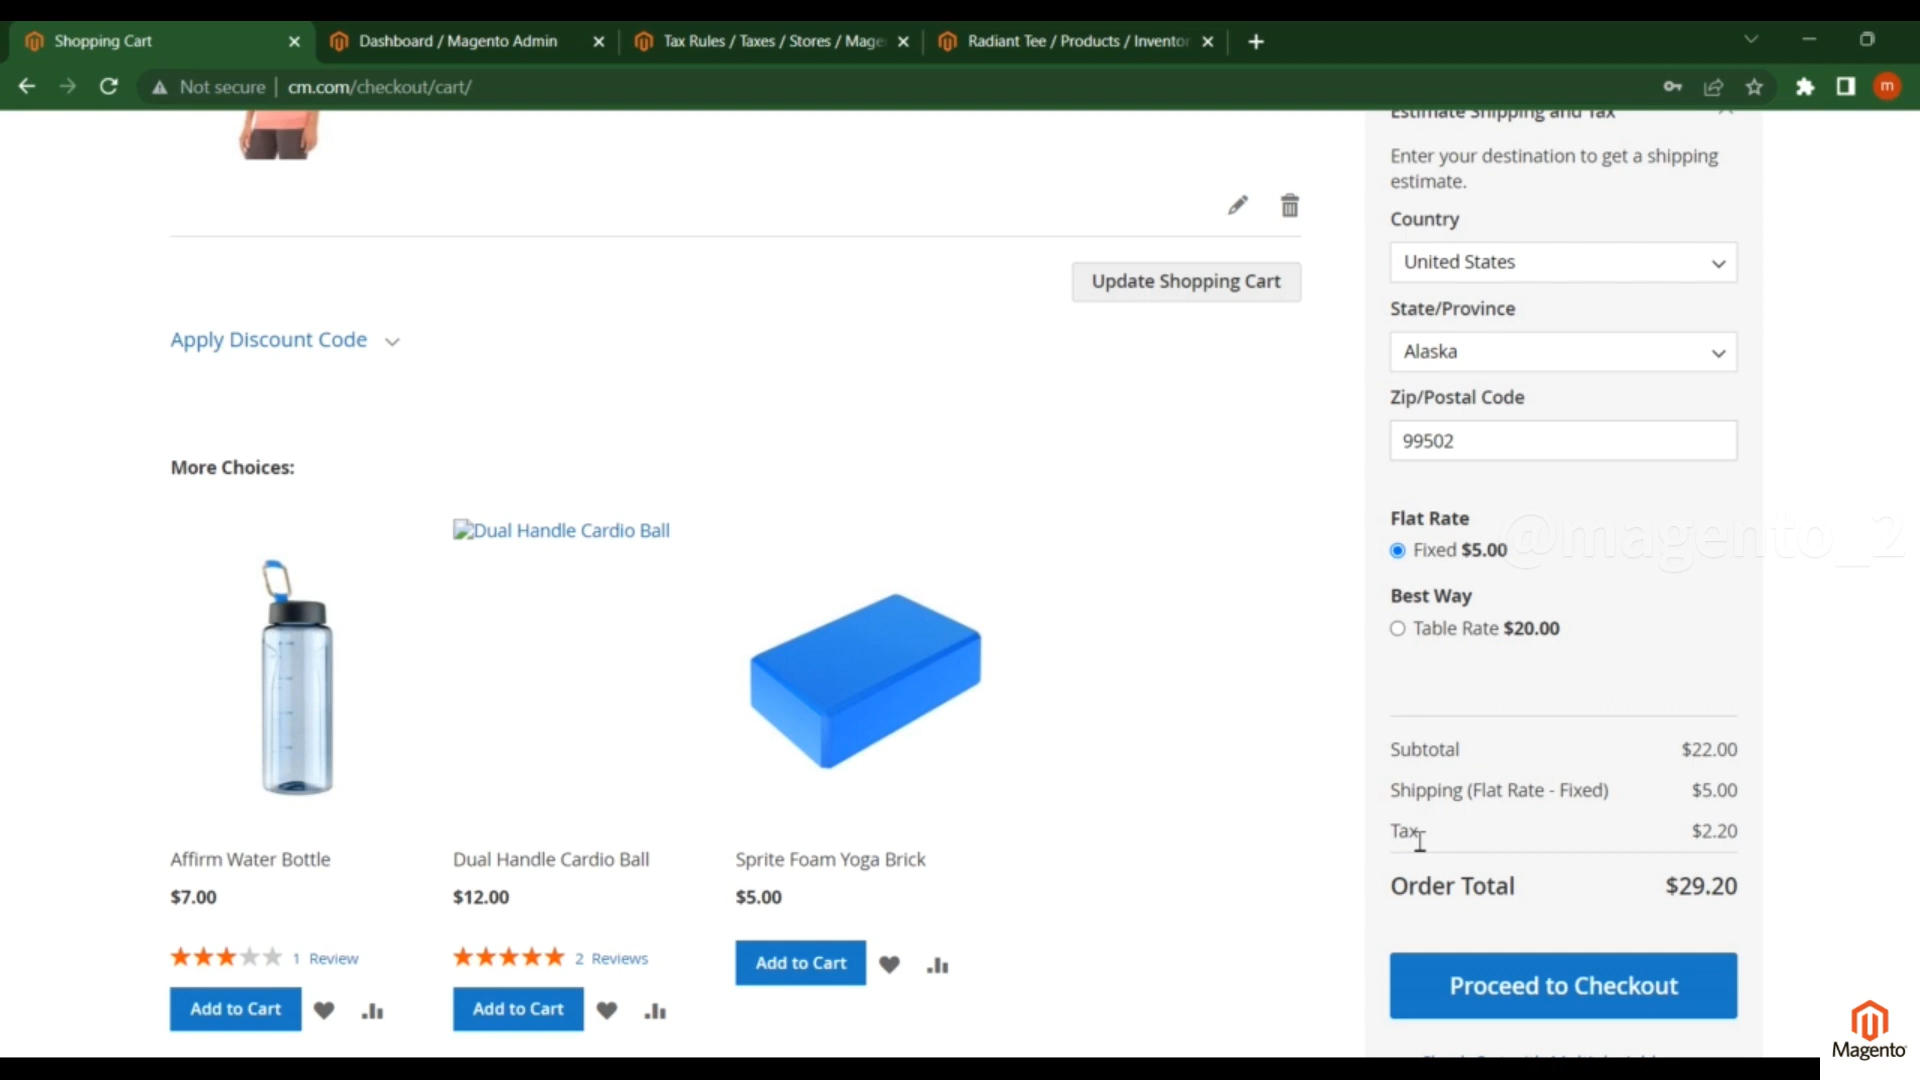 Shopping Cart
Dashboard / Magento Admin
Tax Rules / Taxes / Stores / Mage
Radiant Tee / Products / Inventor
Not secure
cm.com/checkout/cart/
m
Estimate Shipping and Tax
Enter your destination to get a shipping
estimate.
Country
United States
Update Shopping Cart
State/Province
Apply Discount Code
Alaska
Zip/Postal Code
99502
More Choices:
Flat Rate
@magento_2
Fixed $5.00
Dual Handle Cardio Ball
Best Way
Table Rate $20.00
Subtotal $22.00
Shipping (Flat Rate - Fixed) $5.00
Tax $2.20
Order Total $29.20
Affirm Water Bottle
$7.00
1 Review
Add to Cart
Dual Handle Cardio Ball
$12.00
2 Reviews
Add to Cart
Sprite Foam Yoga Brick
$5.00
Add to Cart
Proceed to Checkout
Magento